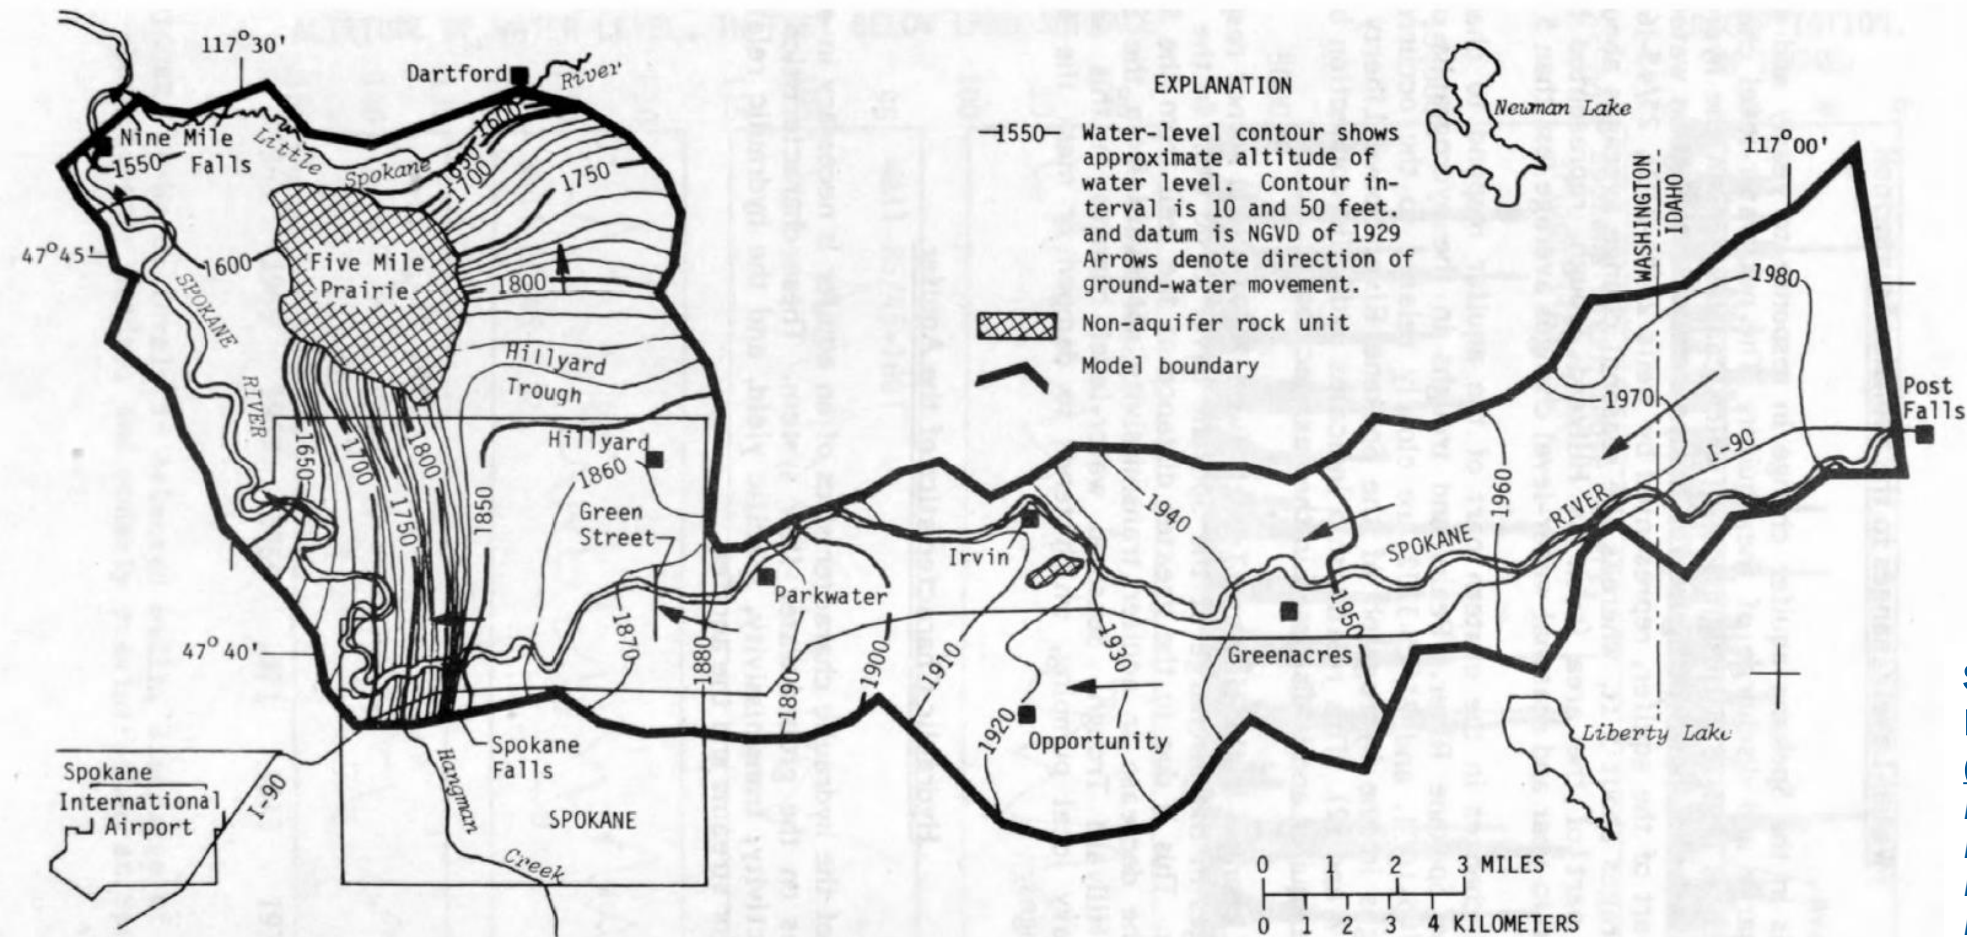 117°30'
Dartford
River
EXPLANATION
Newman Lake
1550 Water-level contour shows
approximate altitude of
water level. Contour in-
terval is 10 and 50 feet.
and datum is NGVD of 1929
Arrows denote direction of
ground-water movement.
Non-aquifer rock unit
Model boundary
117°00'
WASHINGTON
IDAHO
Nine Mile
Falls
1550
Little
Spokane
1600
1650
1700
1750
1800
47°45'
1600
Five Mile
Prairie
SPOKANE
RIVER
Hillyard
Trough
Hillyard
1860
Green
Street
1650
1700
1750
1800
1850
1870
1880
1890
1900
1910
1920
1930
1940
1950
1960
1970
1980
Post
Falls
I-90
SPOKANE
RIVER
Irvin
Parkwater
Greenacres
Opportunity
Liberty Lake
47°40'
Spokane
Falls
Hangman
Creek
SPOKANE
Spokane
International
Airport
I-90
0 1 2 3 MILES
0 1 2 3 4 KILOMETERS